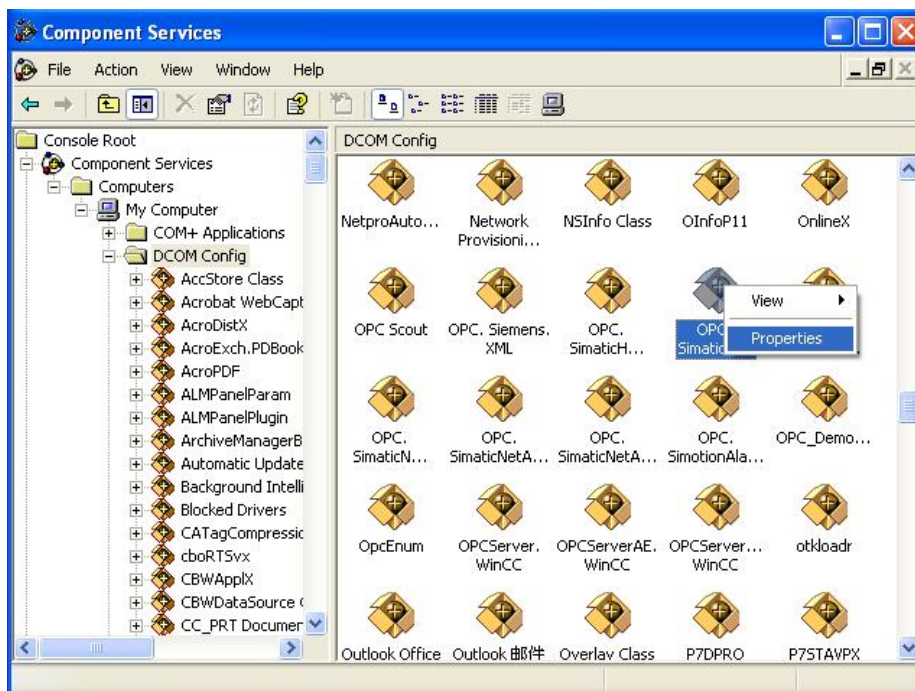 Component Services
File Action View Window Help
Console Root
Component Services
Computers
My Computer
COM+ Applications
DCOM Config
AccStore Class
Acrobat WebCapt
AcroDistX
AcroExch.PDBook
AcroPDF
ALMPanelParam
ALMPanelPlugin
ArchiveManagerB
Automatic Update
Background Intelli
Blocked Drivers
CATagCompressic
cboRTSvx
CBWApplX
CBWDataSource
CC_PRT Documer
DCOM Config
NetproAuto... Network NSInfo Class OInfoP11 OnlineX
Provisioni...
OPC Scout OPC. Siemens. OPC. OPC
XML SimaticH... Simatic
View
Properties
OPC. OPC. OPC. OPC. OPC_Demo...
SimaticN... SimaticNetA... SimaticNetA... SimotionAla...
OpcEnum OPCServer. OPCServerAE. OPCServer... otkloadr
WinCC WinCC WinCC
Outlook Office Outlook 邮件 Overlay Class P7DPRO P7STAVPX